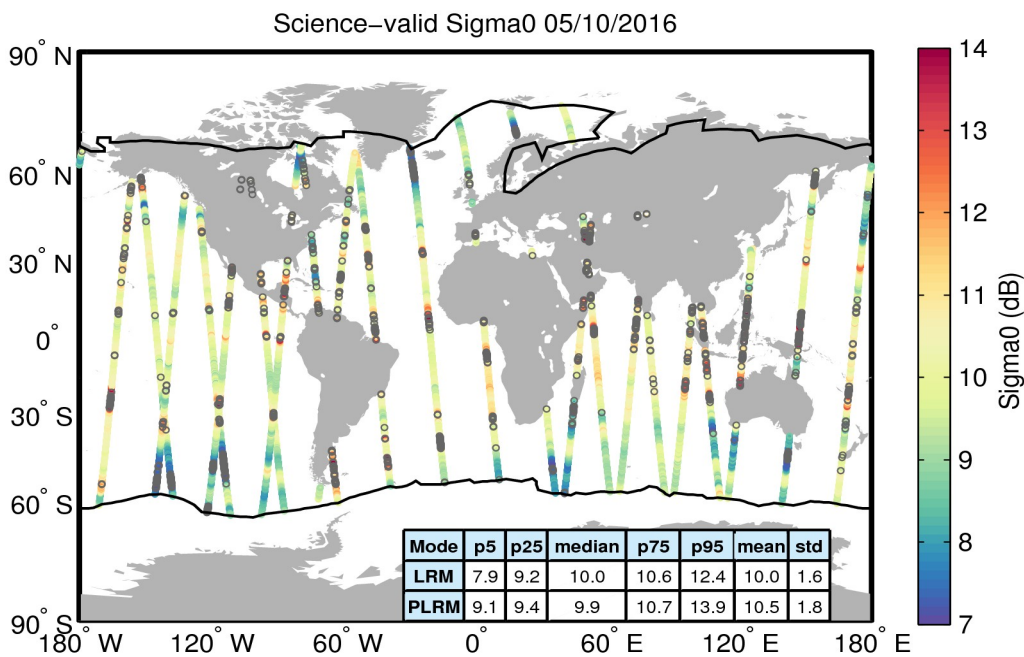 Science-valid Sigma0 05/10/2016
90° N
60° N
30° N
0°
30° S
60° S
90° S
180° W 120° W 60° W 0° 60° E 120° E 180° E
Mode p5 p25 median p75 p95 mean std
LRM 7.9 9.2 10.0 10.6 12.4 10.0 1.6
PLRM 9.1 9.4 9.9 10.7 13.9 10.5 1.8
14
13
12
11
10
9
8
7
Sigma0 (dB)